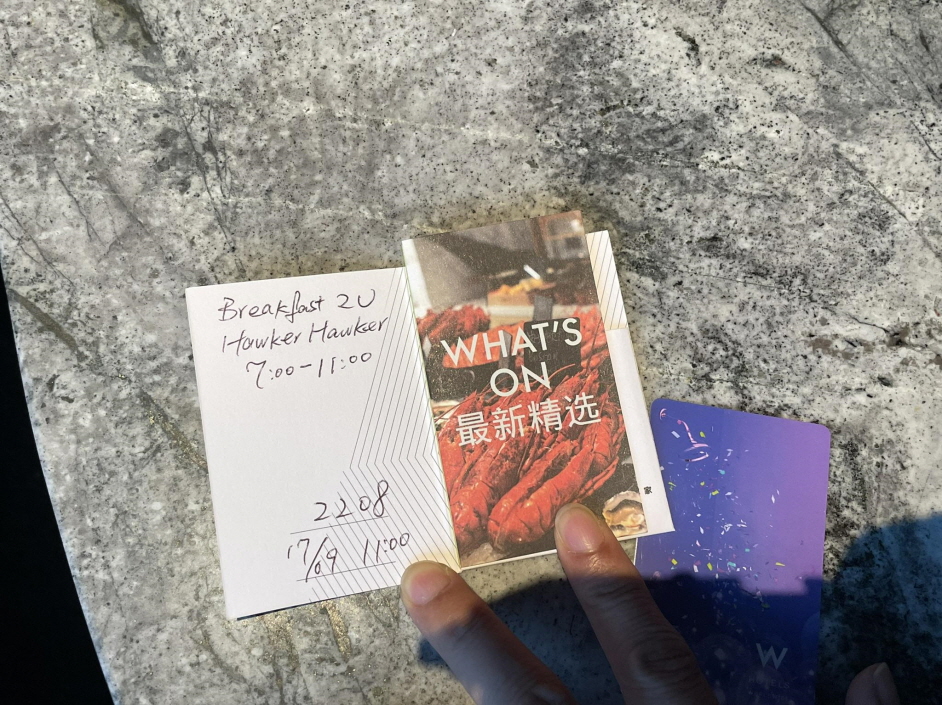 Breakfast 2U
Hawker Hawker
7:00-11:00
2208
17/09 11:00
WHAT'S
ON
最新精选
家
W